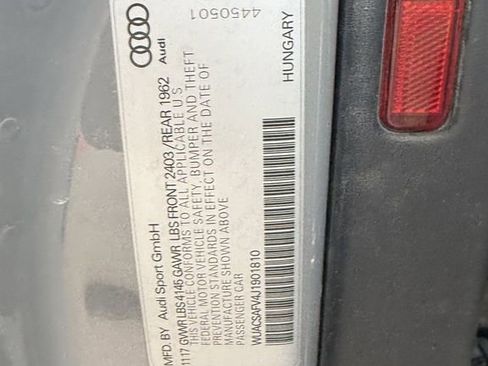 4450501
Audi
MFD. BY Audi Sport GmbH
1117 GWVR LBS 4145 GAWR LBS FRONT 2403 /REAR 1962
THIS VEHICLE CONFORMS TO ALL APPLICABLE U S
FEDERAL MOTOR VEHICLE SAFETY, BUMPER AND THEFT
PREVENTION STANDARDS IN EFFECT ON THE DATE OF
MANUFACTURE SHOWN ABOVE
PASSENGER CAR
WUACSAFV4J1901810
HUNGARY